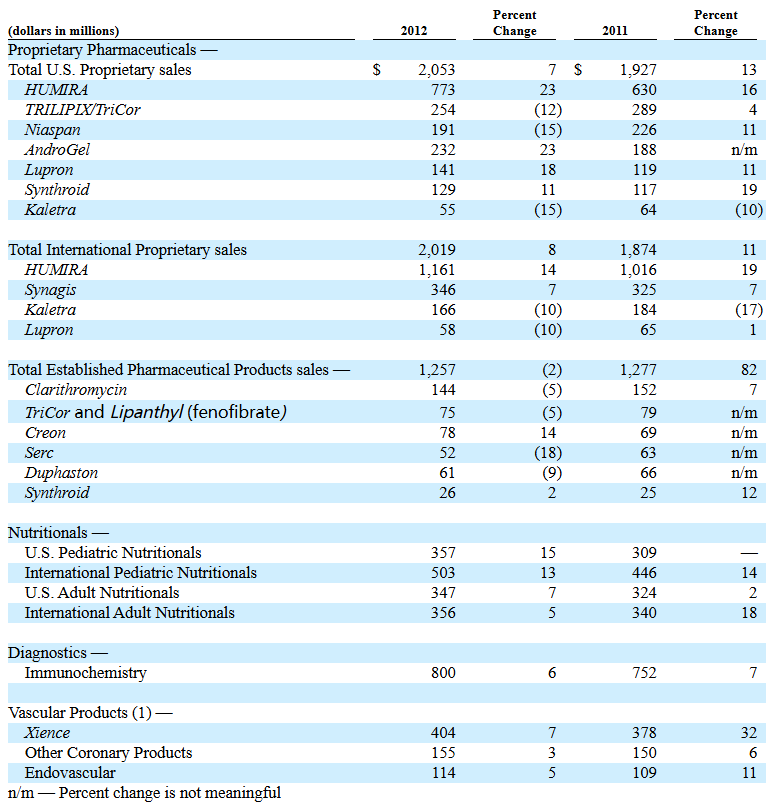 Percent Percent
(dollars in millions) 2012 Change 2011 Change
Proprietary Pharmaceuticals —
Total U.S. Proprietary sales $ 2,053 7 $ 1,927 13
HUMIRA 773 23 630 16
TRILIPIX/TriCor 254 (12) 289 4
Niaspan 191 (15) 226 11
AndroGel 232 23 188 n/m
Lupron 141 18 119 11
Synthroid 129 11 117 19
Kaletra 55 (15) 64 (10)
Total International Proprietary sales 2,019 8 1,874 11
HUMIRA 1,161 14 1,016 19
Synagis 346 7 325 7
Kaletra 166 (10) 184 (17)
Lupron 58 (10) 65 1
Total Established Pharmaceutical Products sales — 1,257 (2) 1,277 82
Clarithromycin 144 (5) 152 7
TriCor and Lipanthyl (fenofibrate) 75 (5) 79 n/m
Creon 78 14 69 n/m
Serc 52 (18) 63 n/m
Duphaston 61 (9) 66 n/m
Synthroid 26 2 25 12
Nutritionals —
U.S. Pediatric Nutritionals 357 15 309 —
International Pediatric Nutritionals 503 13 446 14
U.S. Adult Nutritionals 347 7 324 2
International Adult Nutritionals 356 5 340 18
Diagnostics —
Immunochemistry 800 6 752 7
Vascular Products (1) —
Xience 404 7 378 32
Other Coronary Products 155 3 150 6
Endovascular 114 5 109 11
n/m — Percent change is not meaningful